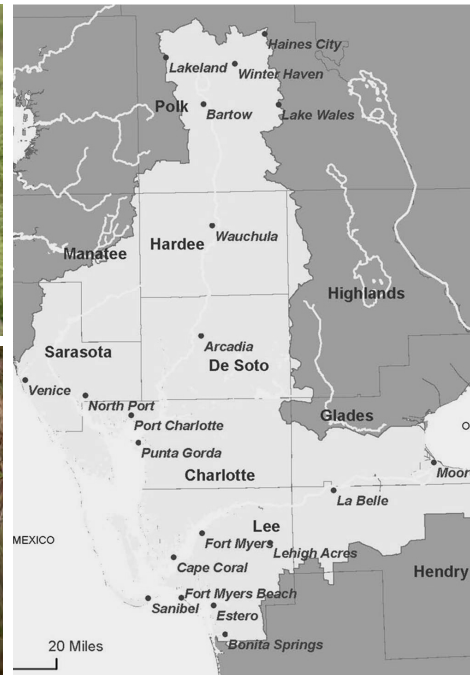 Haines City
Lakeland
Winter Haven
Polk
Bartow
Lake Wales
Hardee
Wauchula
Manatee
Highlands
Sarasota
Arcadia
De Soto
Venice
North Port
Port Charlotte
Glades
Punta Gorda
Charlotte
Moor
La Belle
Lee
MEXICO
Fort Myers
Lehigh Acres
Cape Coral
Hendry
Fort Myers Beach
Sanibel
Estero
Bonita Springs
20 Miles